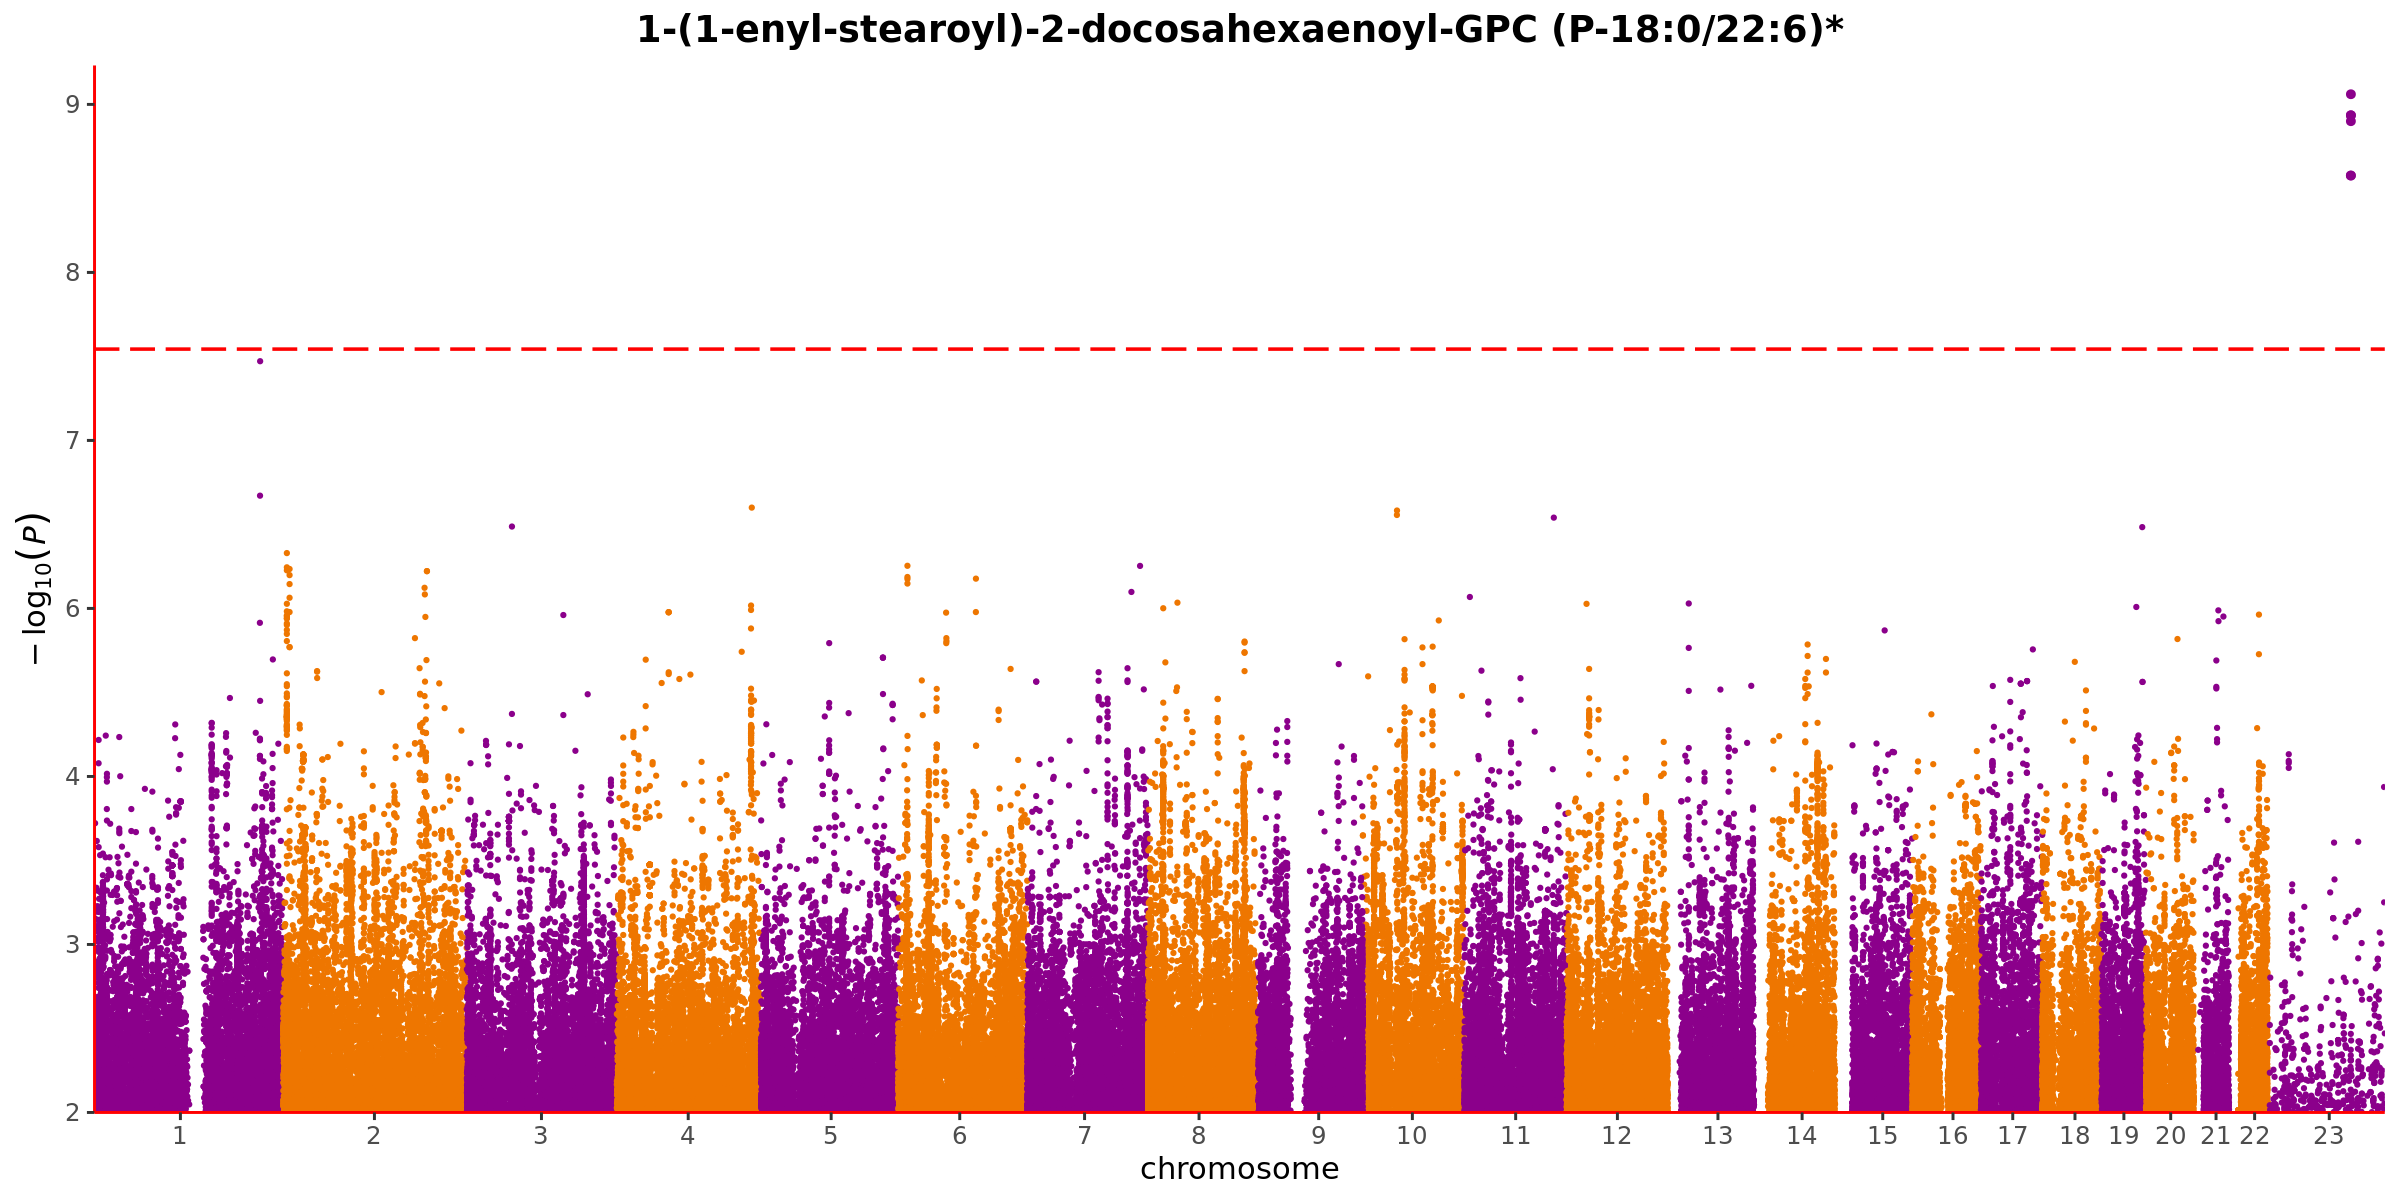 1-(1-enyl-stearoyl)-2-docosahexaenoyl-GPC (P-18:0/22:6)*
9
8
7
6
5
4
3
2
− log10(P)
1 2 3 4 5 6 7 8 9 10 11 12 13 14 15 16 17 18 19 20 21 22 23
chromosome